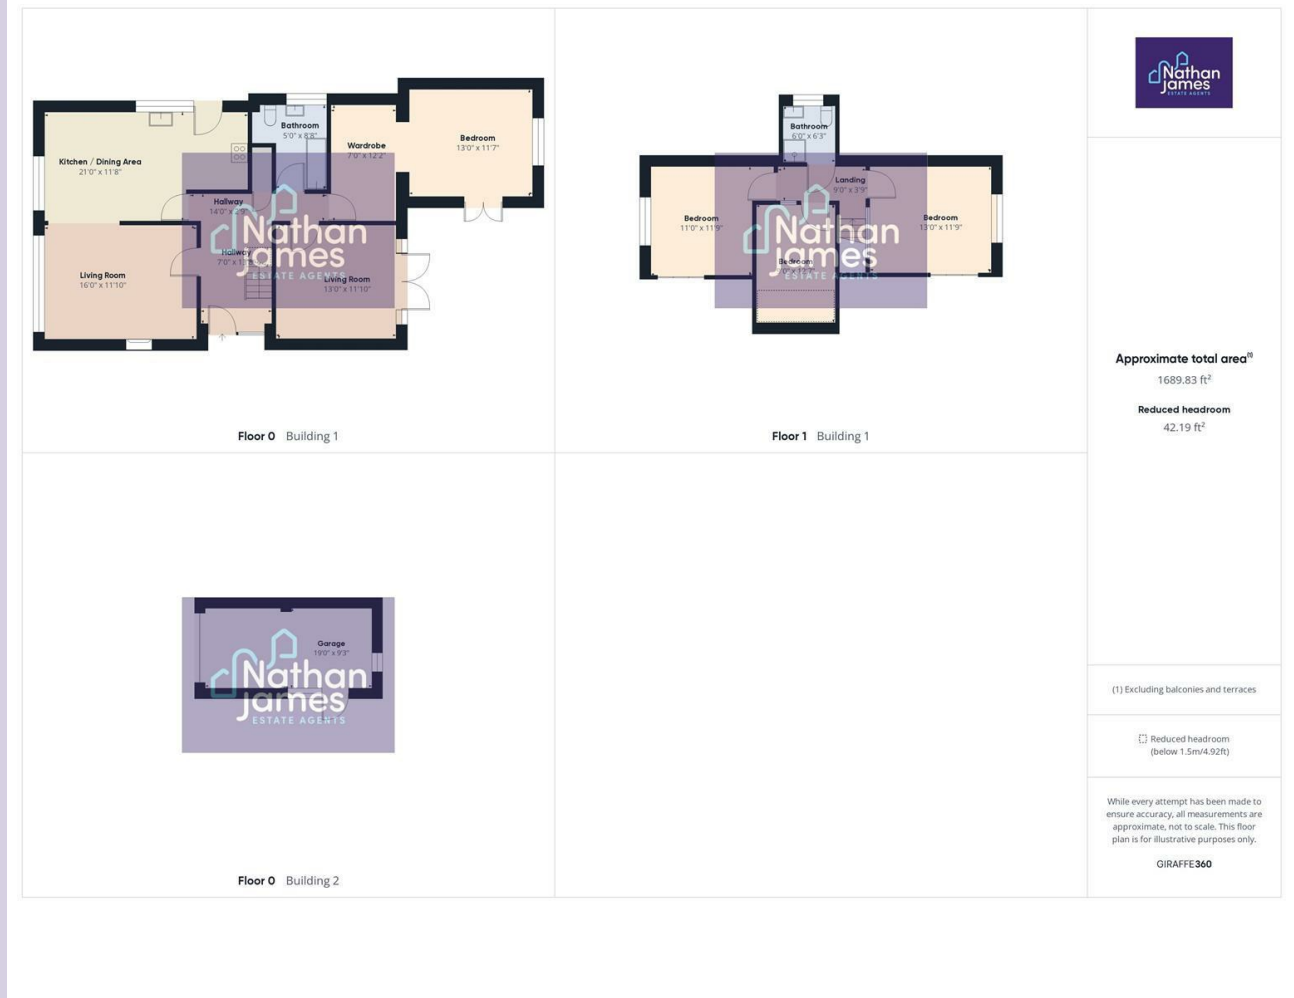 Bathroom
5'0" x 8'8"
Kitchen / Dining Area
21'0" x 11'8"
Wardrobe
7'0" x 12'2"
Bedroom
13'0" x 11'7"
Hallway
14'0" x 2'9"
Hallway
Living Room
16'0" x 11'10"
Living Room
13'0" x 11'10"
Nathan
james
ESTATE AGENTS
Floor 0 Building 1
Bathroom
6'0" x 6'3"
Landing
9'0" x 3'9"
Bedroom
11'0" x 11'9"
Bedroom
13'0" x 11'9"
Bedroom
Nathan
james
ESTATE AGENTS
Floor 1 Building 1
Garage
19'0" x 9'3"
Nathan
james
ESTATE AGENTS
Floor 0 Building 2
Nathan
james
ESTATE AGENTS
Approximate total area(1)
1689.83 ft²
Reduced headroom
42.19 ft²
(1) Excluding balconies and terraces
Reduced headroom
(below 1.5m/4.92ft)
While every attempt has been made to
ensure accuracy, all measurements are
approximate, not to scale. This floor
plan is for illustrative purposes only.
GIRAFFE360